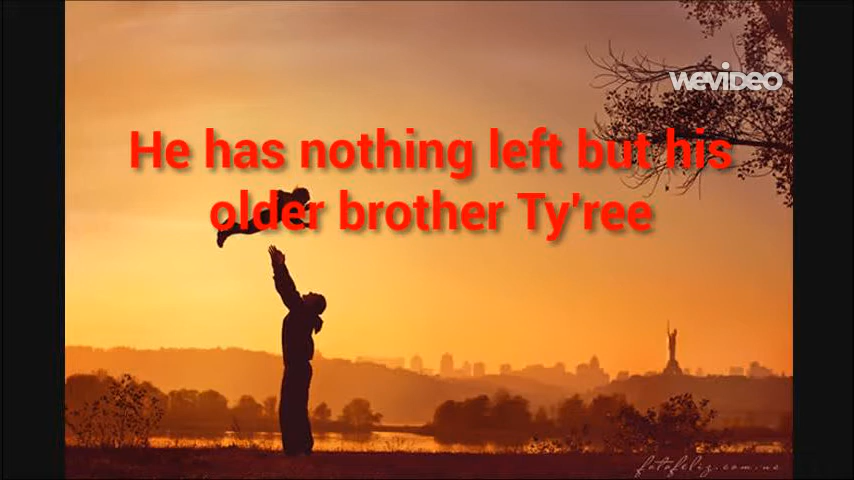 WeVideo
He has nothing left but his
older brother Ty'ree
fotofeliz.com.ua